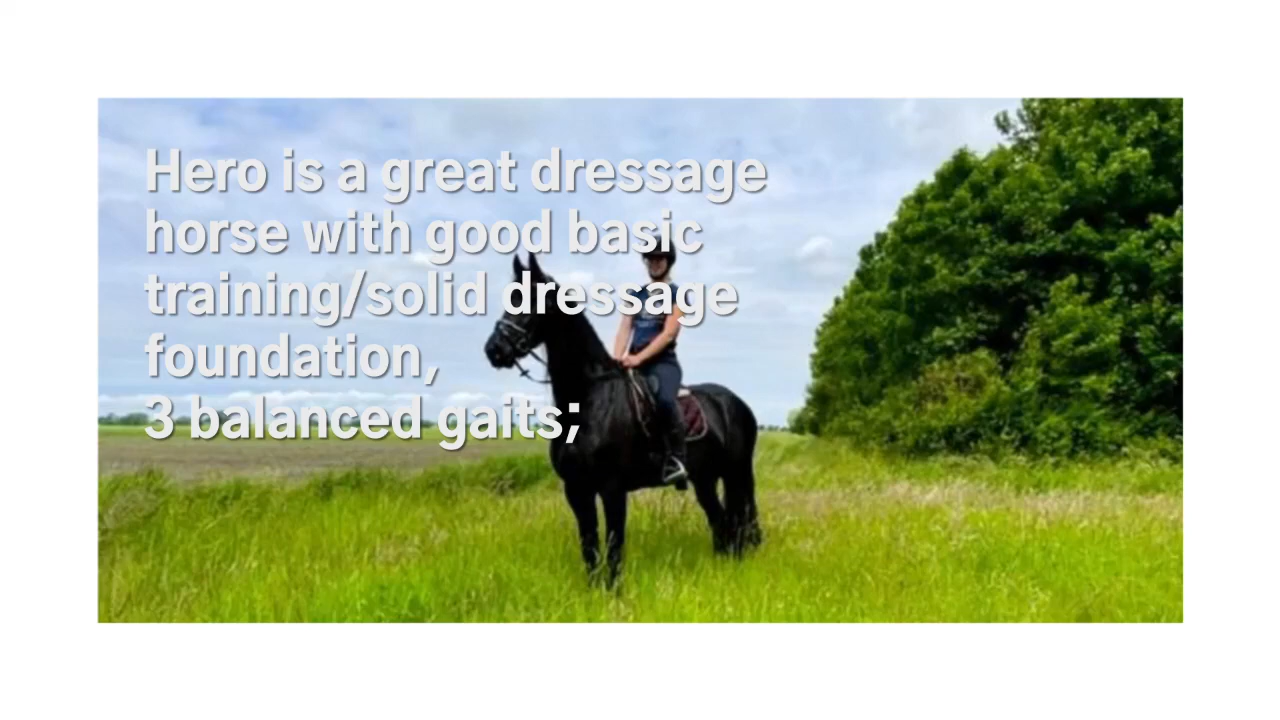 Hero is a great dressage
horse with good basic
training/solid dressage
foundation,
3 balanced gaits;